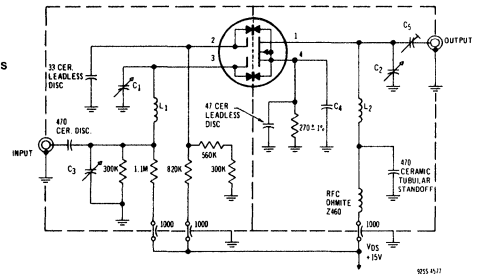 S
33 CER.
LEADLESS
DISC
C1
2
3
1
4
C5
OUTPUT
C2
L1
47 CER
LEADLESS
DISC
C4
L2
270 ± 1%
470
CER. DISC.
INPUT
C3
300K
1.1M
820K
560K
300K
470
CERAMIC
TUBULAR
STANDOFF
RFC
OHMITE
Z460
1000
1000
1000
VDS
+15V
92SS 4577